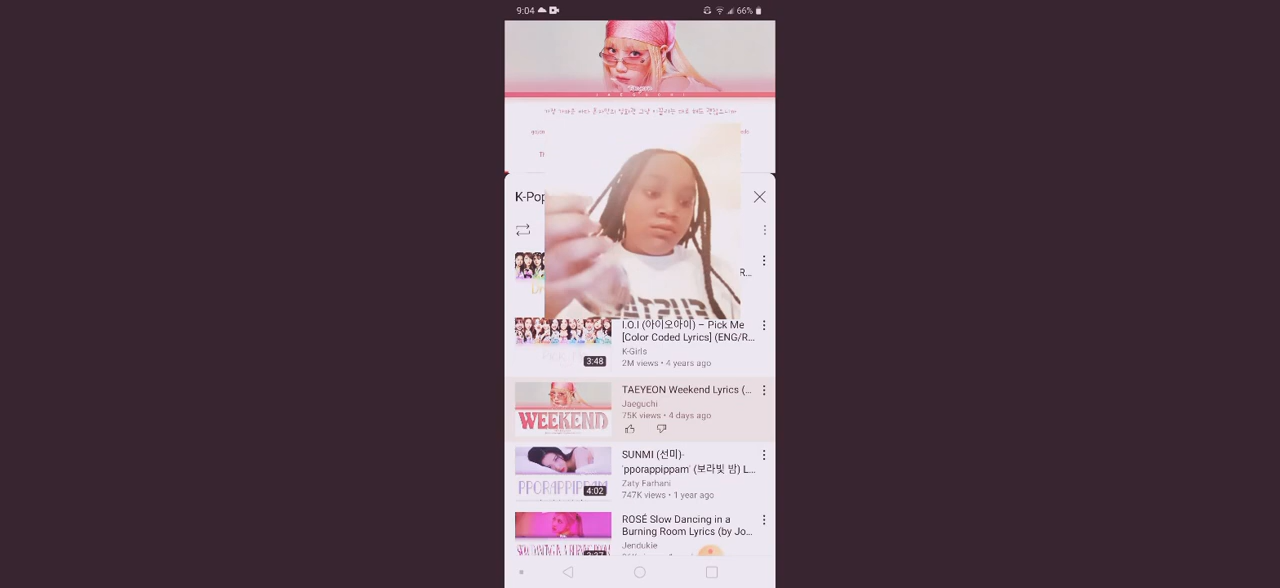 9:04
66%
K-Pop
R...
I.O.I (아이오아이) – Pick Me
[Color Coded Lyrics] (ENG/R...
K-Girls
2M views • 4 years ago
3:48
TAEYEON Weekend Lyrics (...
Jaeguchi
75K views • 4 days ago
WEEKEND
SUNMI (선미)-
'pporappippam' (보라빛 밤) L...
Zaty Farhani
747K views • 1 year ago
PPORAPPIPPAM
4:02
ROSÉ Slow Dancing in a
Burning Room Lyrics (by Jo...
Jendukie